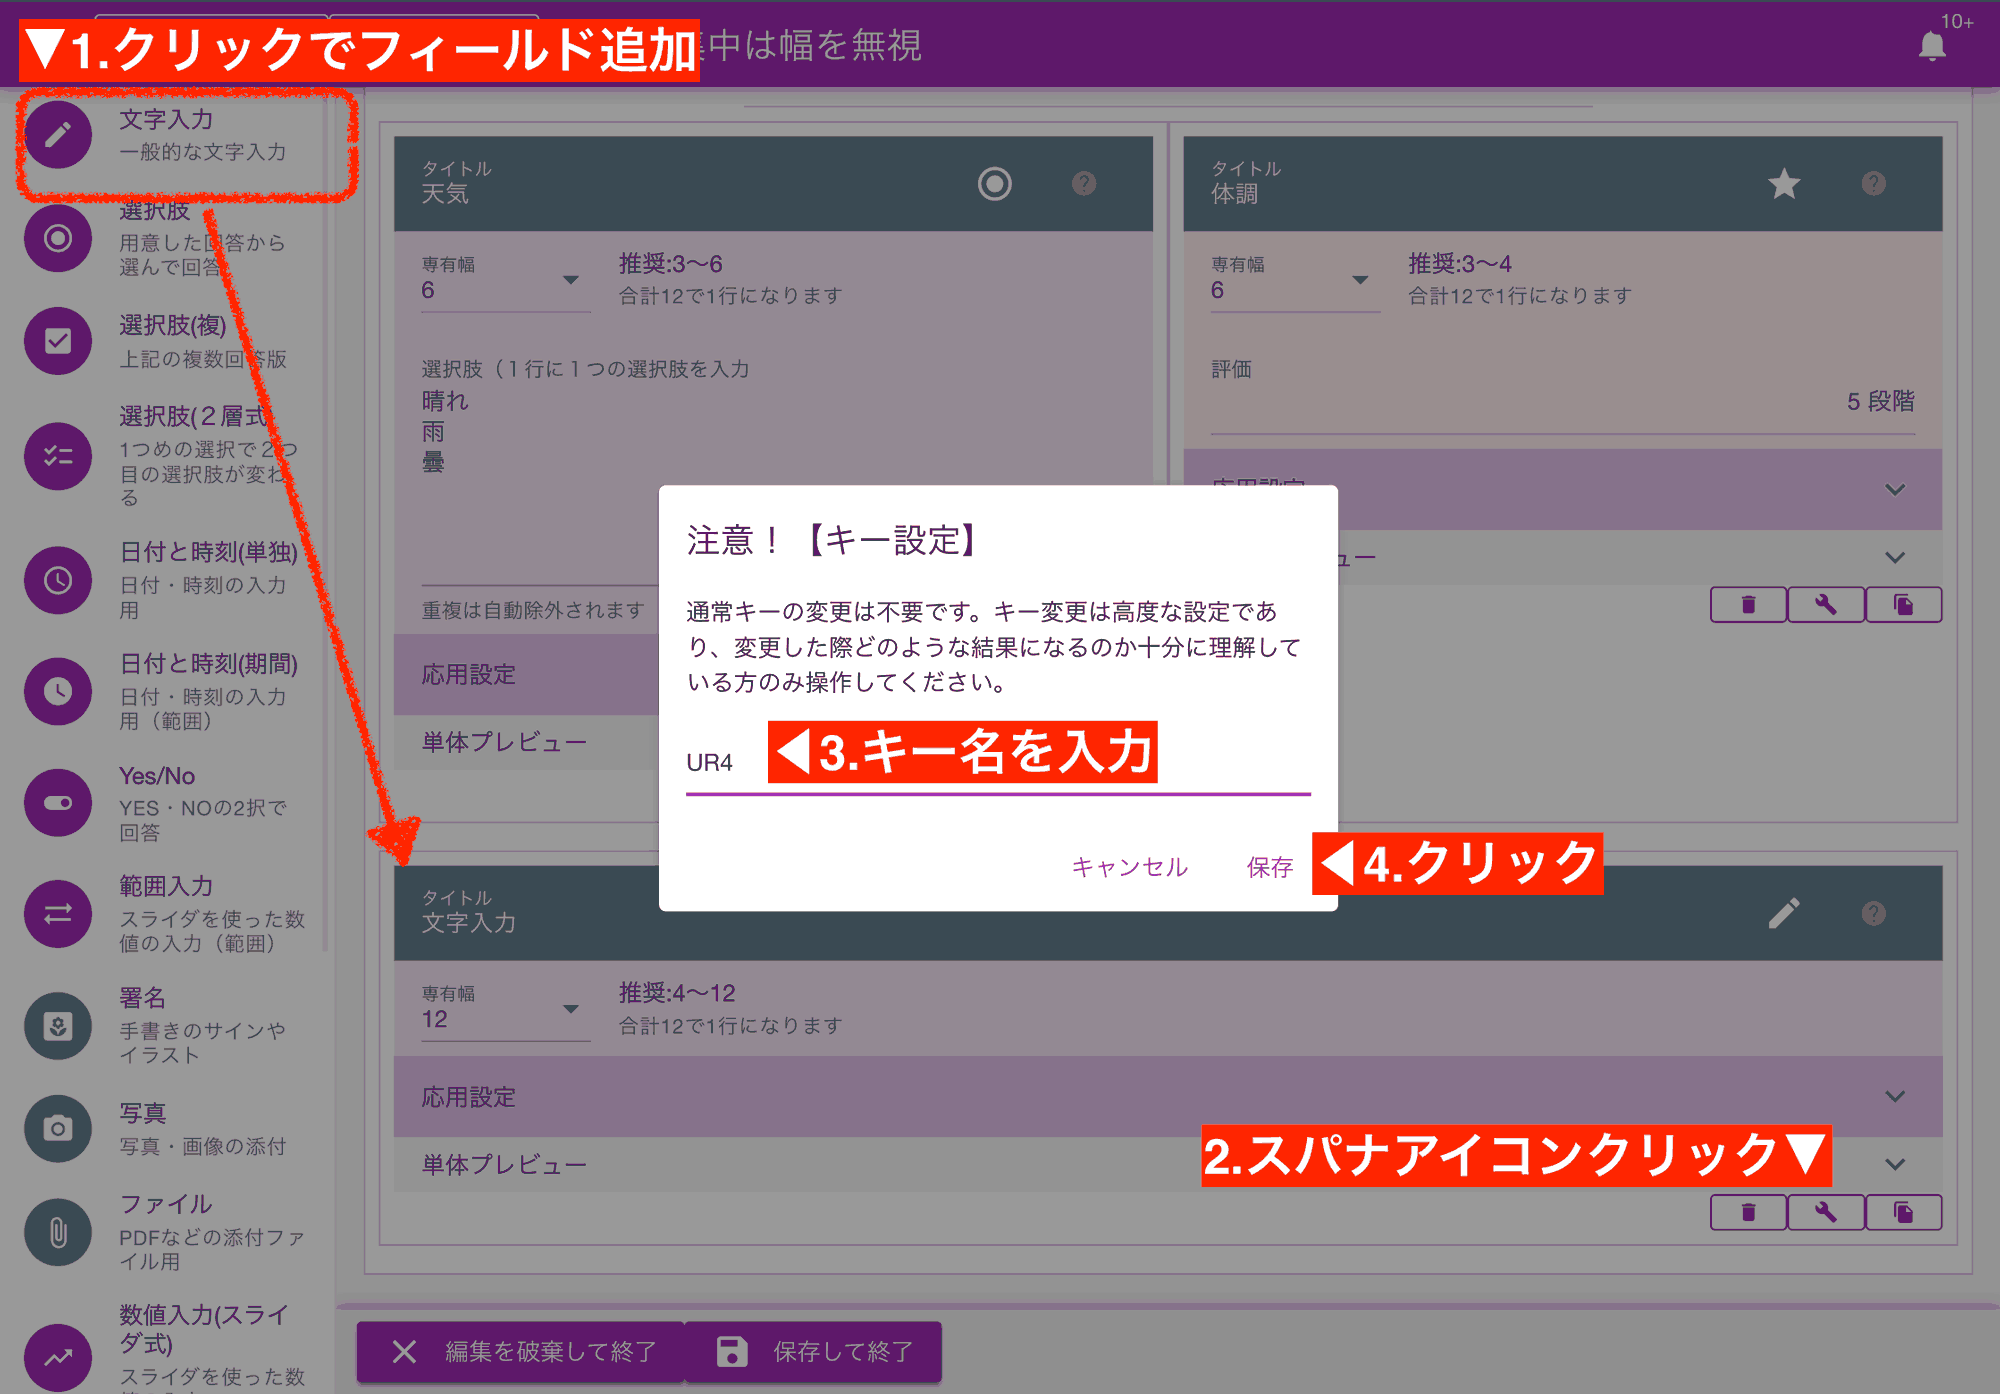 ▼1.クリックでフィールド追加
中は幅を無視
10+
文字入力
一般的な文字入力
選択肢
用意した回答から
選んで回答
選択肢(複)
上記の複数回答版
選択肢(２層式)
1つめの選択で２つ
目の選択肢が変わ
る
日付と時刻(単独)
日付・時刻の入力
用
日付と時刻(期間)
日付・時刻の入力
用（範囲）
Yes/No
YES・NOの2択で
回答
範囲入力
スライダを使った数
値の入力（範囲）
署名
手書きのサインや
イラスト
写真
写真・画像の添付
ファイル
PDFなどの添付ファ
イル用
数値入力(スライ
ダ式)
スライダを使った数
タイトル
天気
専有幅
6
推奨:3〜6
合計12で1行になります
選択肢（１行に１つの選択肢を入力
晴れ
雨
曇
重複は自動除外されます
応用設定
単体プレビュー
タイトル
体調
専有幅
6
推奨:3〜4
合計12で1行になります
評価
5 段階
応用設定
ュー
注意！【キー設定】
通常キーの変更は不要です。キー変更は高度な設定であ
り、変更した際どのような結果になるのか十分に理解して
いる方のみ操作してください。
UR4
◀3.キー名を入力
キャンセル
保存
◀4.クリック
タイトル
文字入力
専有幅
12
推奨:4〜12
合計12で1行になります
応用設定
単体プレビュー
2.スパナアイコンクリック▼
編集を破棄して終了
保存して終了